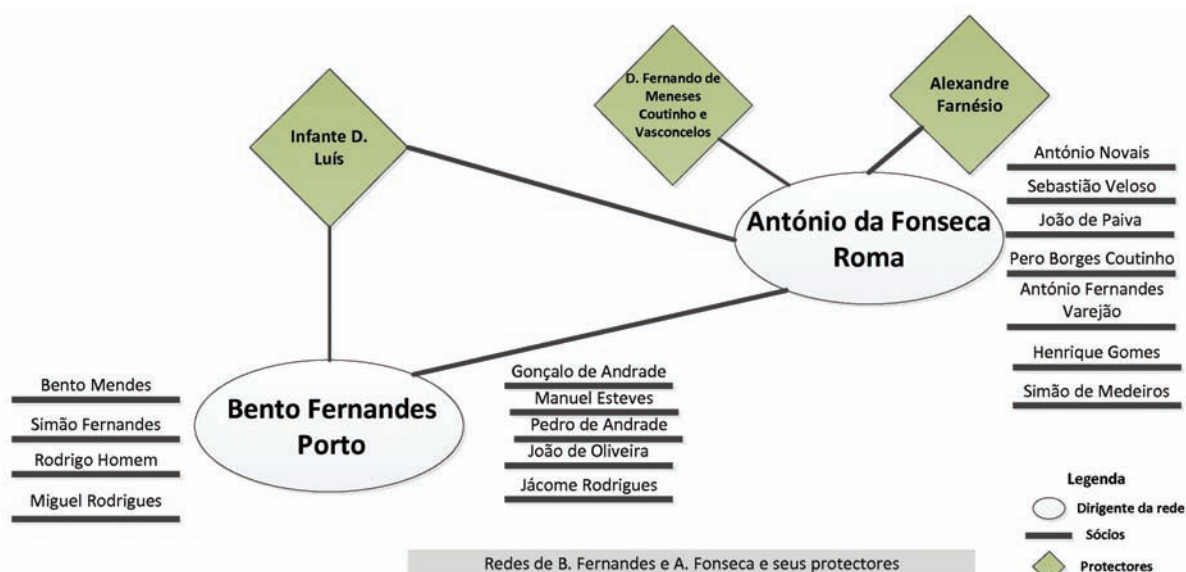 Infante D.
Luís
D. Fernando de
Meneses
Coutinho e
Vasconcelos
Alexandre
Farnésio
António da Fonseca
Roma
António Novais
Sebastião Veloso
João de Paiva
Pero Borges Coutinho
António Fernandes
Varejão
Henrique Gomes
Simão de Medeiros
Bento Mendes
Simão Fernandes
Rodrigo Homem
Miguel Rodrigues
Bento Fernandes
Porto
Gonçalo de Andrade
Manuel Esteves
Pedro de Andrade
João de Oliveira
Jácome Rodrigues
Legenda
Dirigente da rede
Sócios
Protectores
Redes de B. Fernandes e A. Fonseca e seus protectores